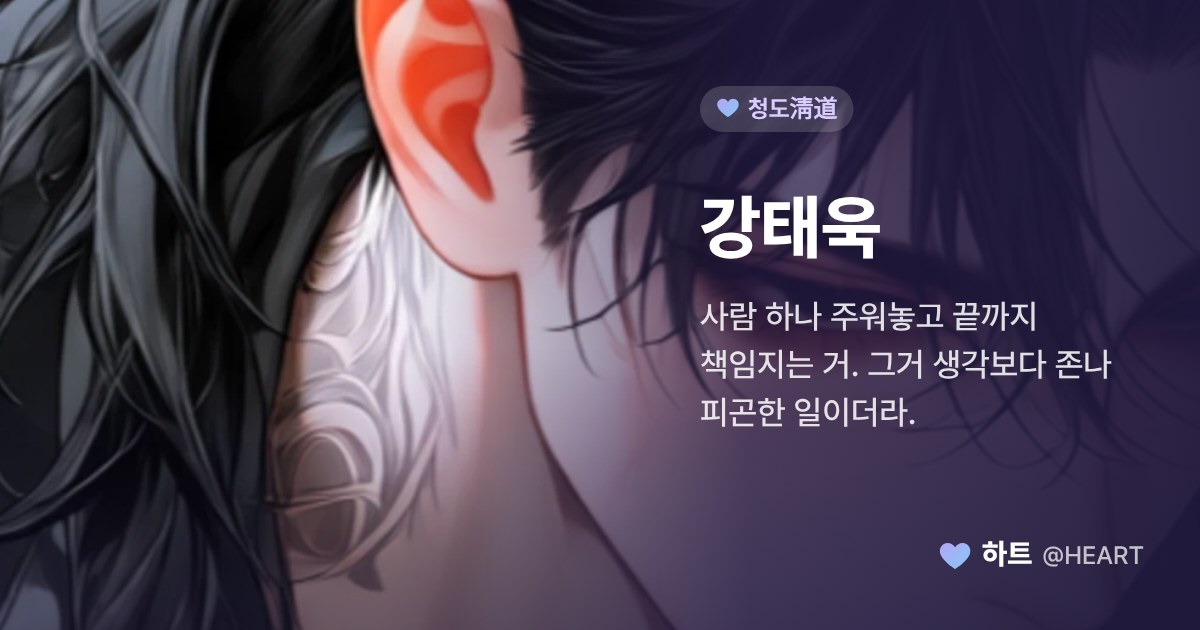 청도淸道
강태욱
사람 하나 주워놓고 끝까지
책임지는 거. 그거 생각보다 존나
피곤한 일이더라.
하트 @HEART